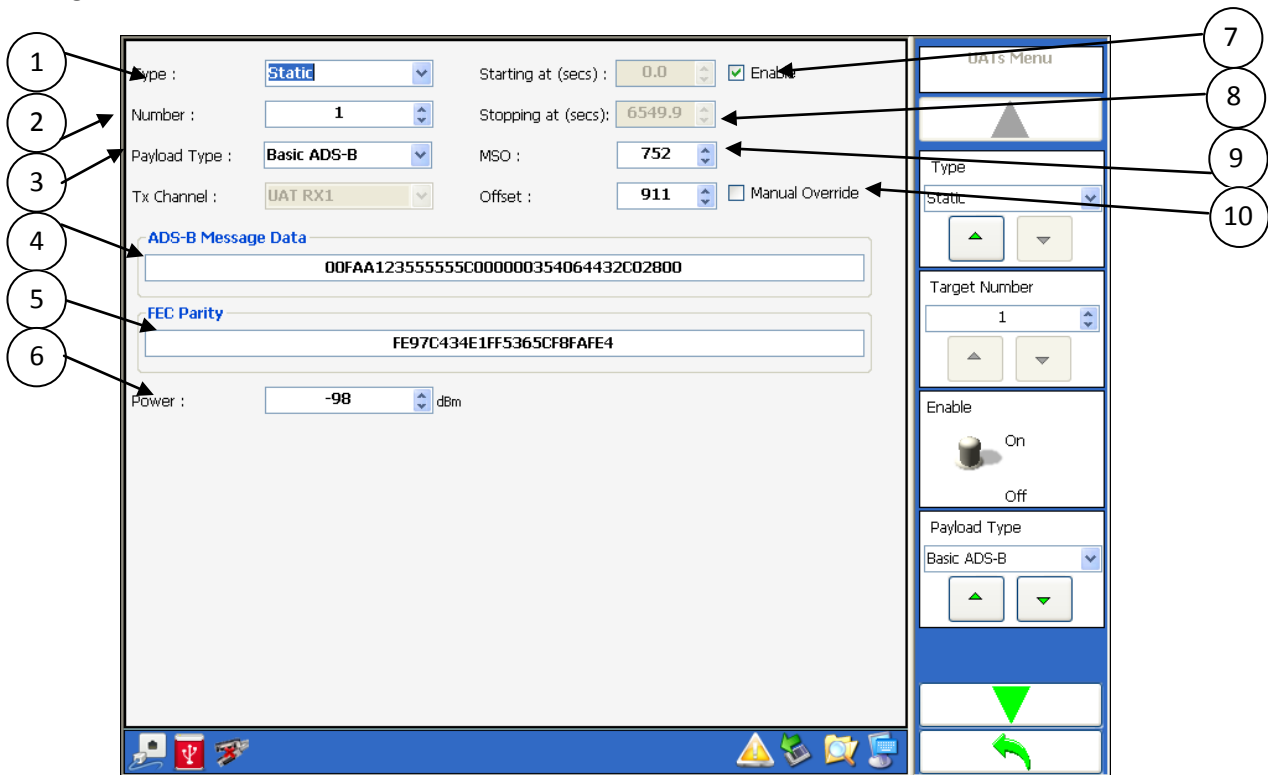 1
2
3
4
5
6
7
8
9
10
Type :
Static
Starting at (secs) :
0.0
Enable
Number :
1
Stopping at (secs):
6549.9
Payload Type :
Basic ADS-B
MSO :
752
Tx Channel :
UAT RX1
Offset :
911
Manual Override
ADS-B Message Data
00FAA123555555C000000354064432C02800
FEC Parity
FE97C434E1FF5365CF8FAFE4
Power :
-98
dBm
UATs Menu
Type
Static
Target Number
1
Enable
On
Off
Payload Type
Basic ADS-B